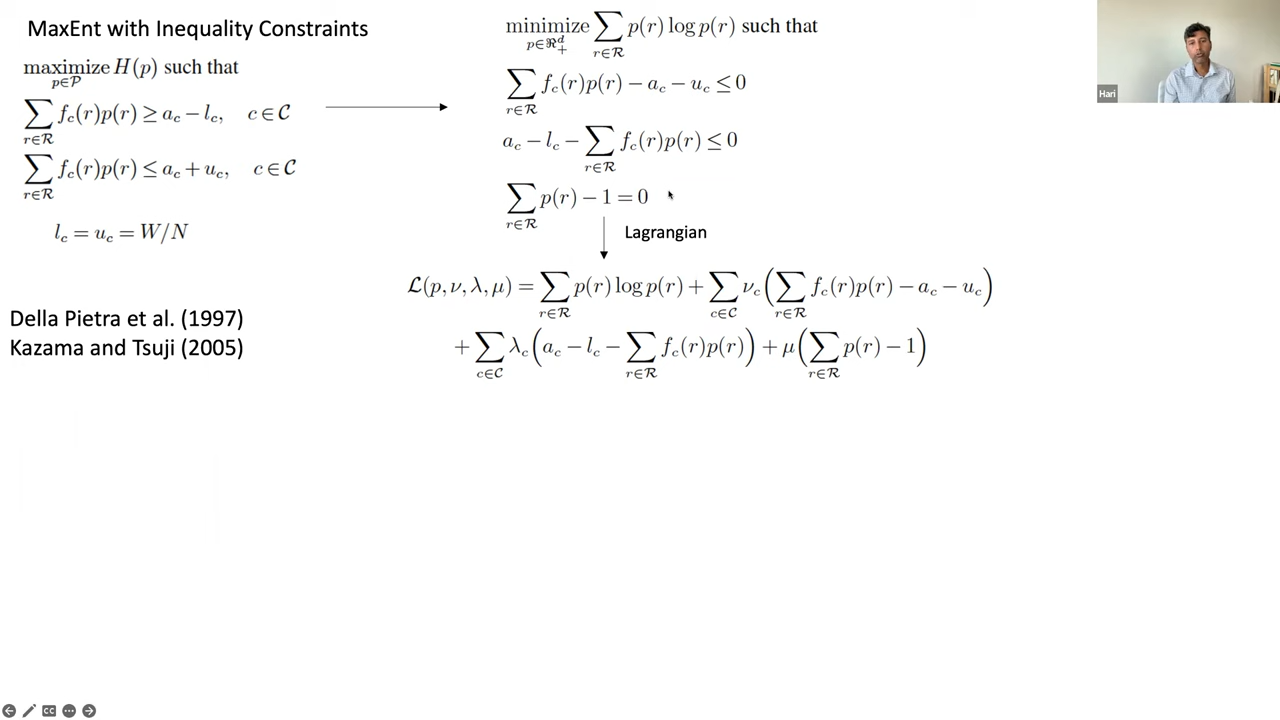 MaxEnt with Inequality Constraints
maximize H(p) such that
p∈𝒫
∑ f_c(r)p(r) ≥ a_c − l_c, c ∈ 𝒞
r∈ℛ
∑ f_c(r)p(r) ≤ a_c + u_c, c ∈ 𝒞
r∈ℛ
l_c = u_c = W/N
Della Pietra et al. (1997)
Kazama and Tsuji (2005)
minimize ∑ p(r) log p(r) such that
p∈ℜ^d_+ r∈ℛ
∑ f_c(r)p(r) − a_c − u_c ≤ 0
r∈ℛ
a_c − l_c − ∑ f_c(r)p(r) ≤ 0
r∈ℛ
∑ p(r) − 1 = 0
r∈ℛ
Lagrangian
ℒ(p, ν, λ, μ) = ∑ p(r) log p(r) + ∑ ν_c(∑ f_c(r)p(r) − a_c − u_c)
r∈ℛ c∈𝒞 r∈ℛ
+ ∑ λ_c(a_c − l_c − ∑ f_c(r)p(r)) + μ(∑ p(r) − 1)
c∈𝒞 r∈ℛ r∈ℛ
Hari
CC